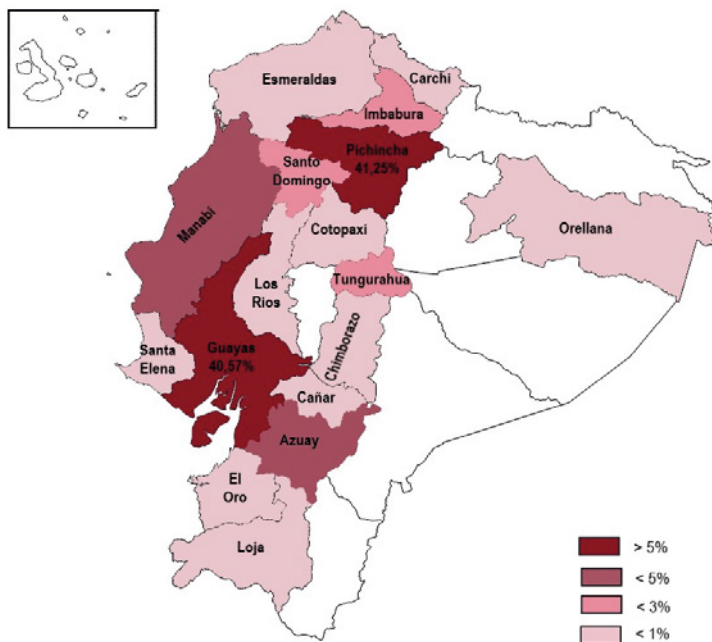 Esmeraldas
Carchi
Imbabura
Pichincha
41,25%
Santo
Domingo
Manabí
Cotopaxi
Orellana
Los
Rios
Tungurahua
Chimborazo
Santa
Elena
Guayas
40,57%
Cañar
Azuay
El
Oro
Loja
> 5%
< 5%
< 3%
< 1%